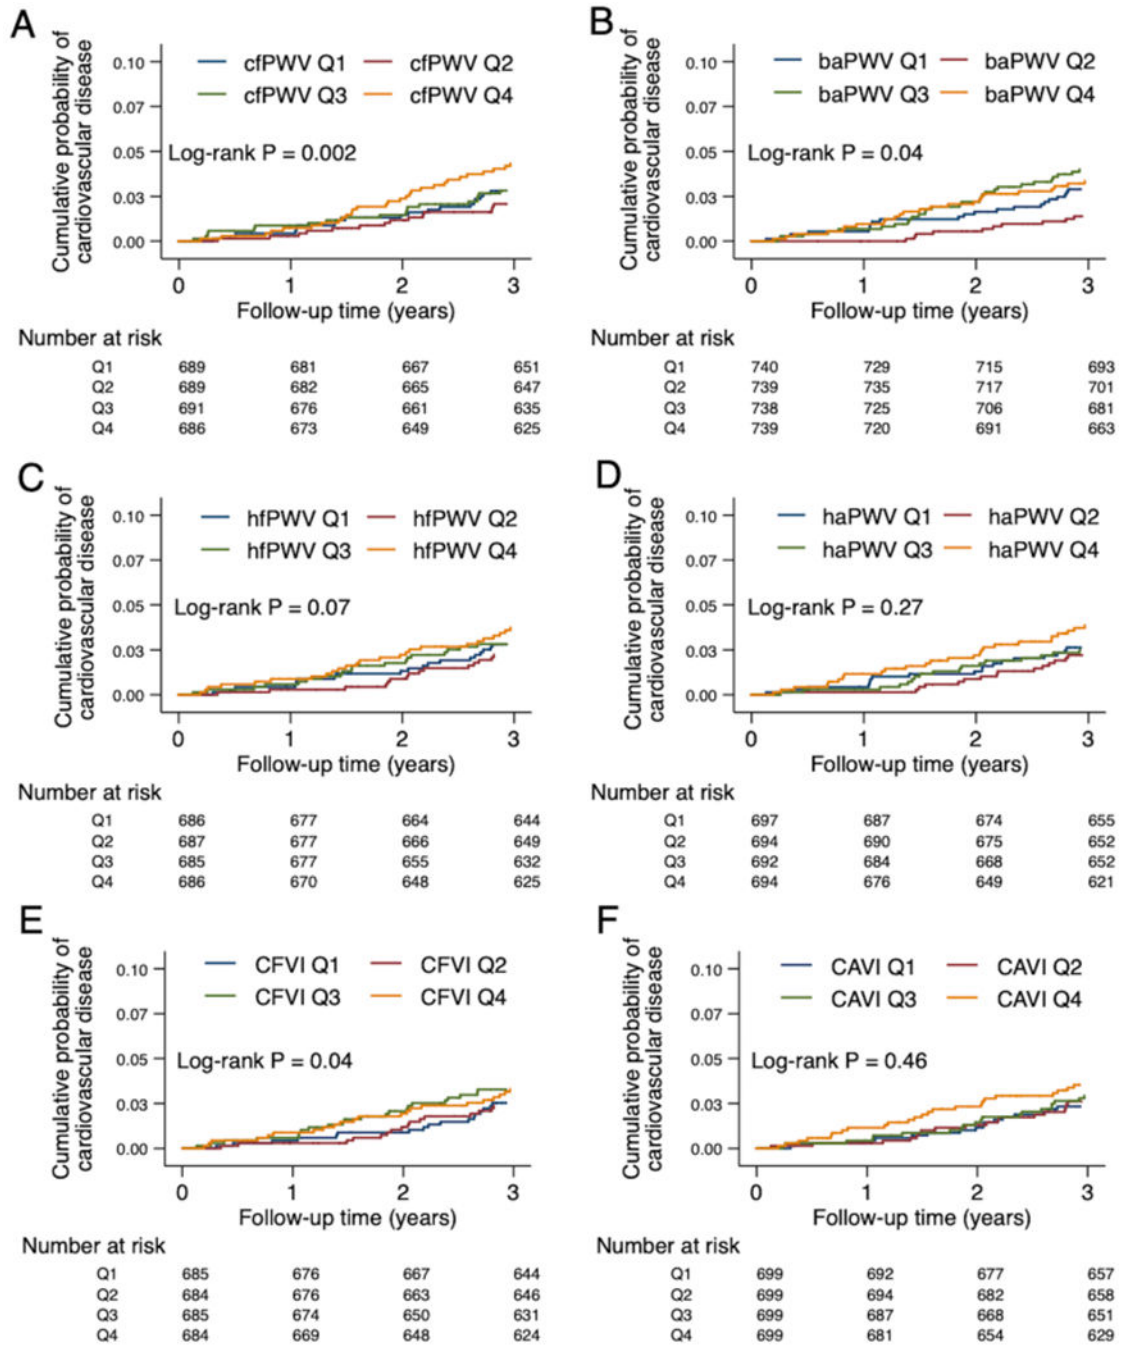 A
Cumulative probability of
cardiovascular disease
cfPWV Q1 cfPWV Q2
cfPWV Q3 cfPWV Q4
Log-rank P = 0.002
0.10
0.07
0.05
0.03
0.00
0 1 2 3
Follow-up time (years)
Number at risk
Q1 689 681 667 651
Q2 689 682 665 647
Q3 691 676 661 635
Q4 686 673 649 625
B
Cumulative probability of
cardiovascular disease
baPWV Q1 baPWV Q2
baPWV Q3 baPWV Q4
Log-rank P = 0.04
0.10
0.07
0.05
0.03
0.00
0 1 2 3
Follow-up time (years)
Number at risk
Q1 740 729 715 693
Q2 739 735 717 701
Q3 738 725 706 681
Q4 739 720 691 663
C
Cumulative probability of
cardiovascular disease
hfPWV Q1 hfPWV Q2
hfPWV Q3 hfPWV Q4
Log-rank P = 0.07
0.10
0.07
0.05
0.03
0.00
0 1 2 3
Follow-up time (years)
Number at risk
Q1 686 677 664 644
Q2 687 677 666 649
Q3 685 677 655 632
Q4 686 670 648 625
D
Cumulative probability of
cardiovascular disease
haPWV Q1 haPWV Q2
haPWV Q3 haPWV Q4
Log-rank P = 0.27
0.10
0.07
0.05
0.03
0.00
0 1 2 3
Follow-up time (years)
Number at risk
Q1 697 687 674 655
Q2 694 690 675 652
Q3 692 684 668 652
Q4 694 676 649 621
E
Cumulative probability of
cardiovascular disease
CFVI Q1 CFVI Q2
CFVI Q3 CFVI Q4
Log-rank P = 0.04
0.10
0.07
0.05
0.03
0.00
0 1 2 3
Follow-up time (years)
Number at risk
Q1 685 676 667 644
Q2 684 676 663 646
Q3 685 674 650 631
Q4 684 669 648 624
F
Cumulative probability of
cardiovascular disease
CAVI Q1 CAVI Q2
CAVI Q3 CAVI Q4
Log-rank P = 0.46
0.10
0.07
0.05
0.03
0.00
0 1 2 3
Follow-up time (years)
Number at risk
Q1 699 692 677 657
Q2 699 694 682 658
Q3 699 687 668 651
Q4 699 681 654 629